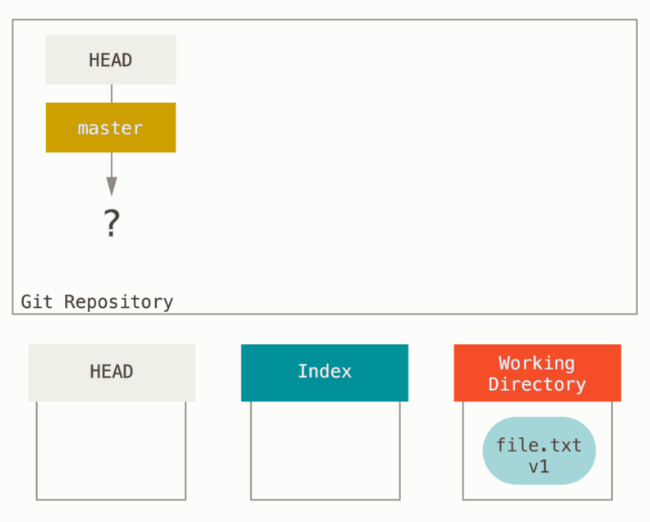 HEAD
master
?
Git Repository
HEAD
Index
Working
Directory
file.txt
v1